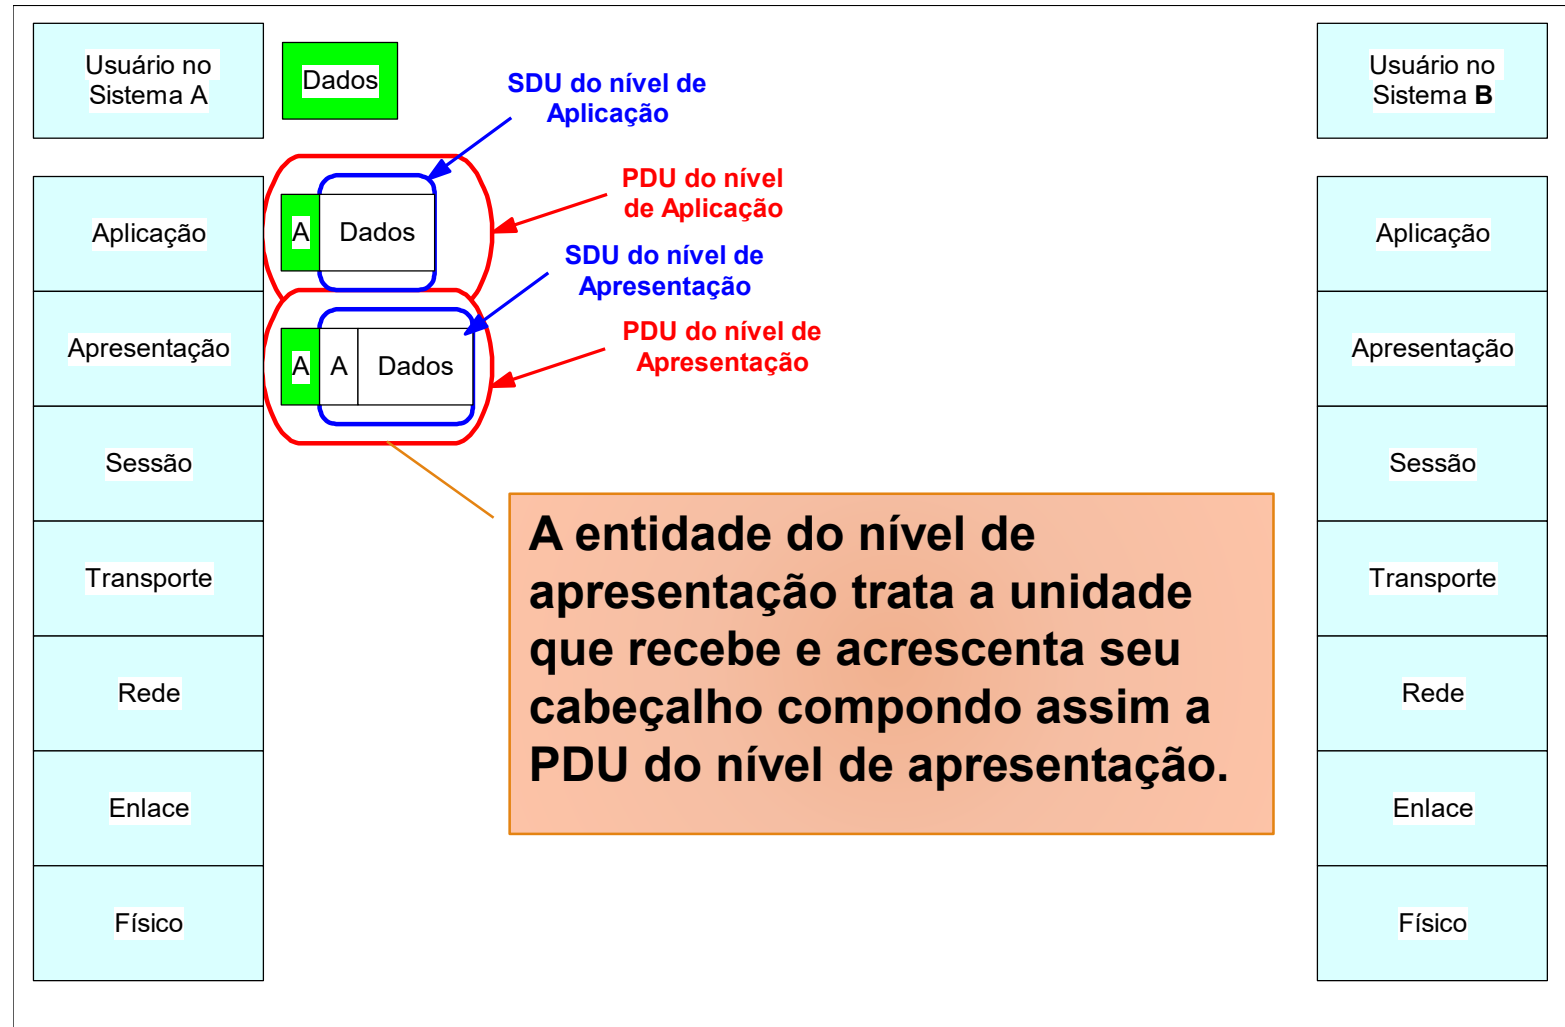 Usuário no
Sistema A
Dados
SDU do nível de
Aplicação
Usuário no
Sistema B
PDU do nível
de Aplicação
Aplicação
A
Dados
Aplicação
SDU do nível de
Apresentação
PDU do nível de
Apresentação
Apresentação
A
A
Dados
Apresentação
Sessão
Sessão
A entidade do nível de
apresentação trata a unidade
que recebe e acrescenta seu
cabeçalho compondo assim a
PDU do nível de apresentação.
Transporte
Transporte
Rede
Rede
Enlace
Enlace
Físico
Físico